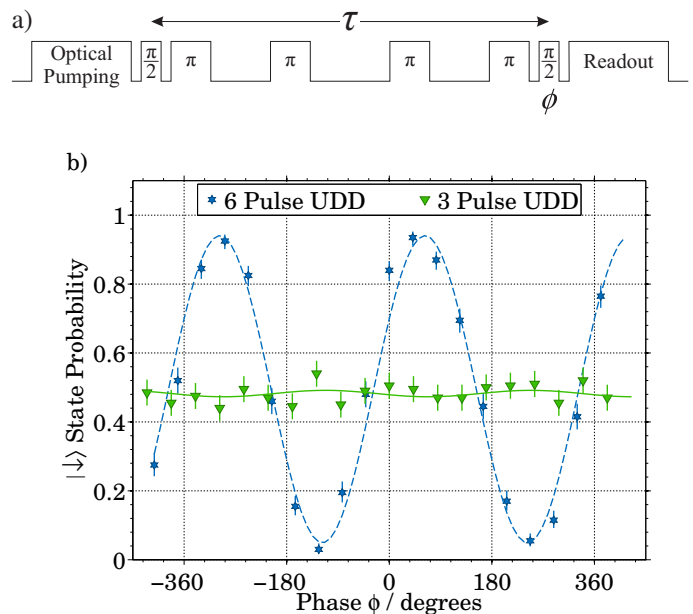 a)
τ
Optical Pumping π/2 π π π π π/2 Readout
ϕ
b)
6 Pulse UDD 3 Pulse UDD
1
0.8
0.6
0.4
0.2
0
|↓⟩ State Probability
−360 −180 0 180 360
Phase ϕ / degrees